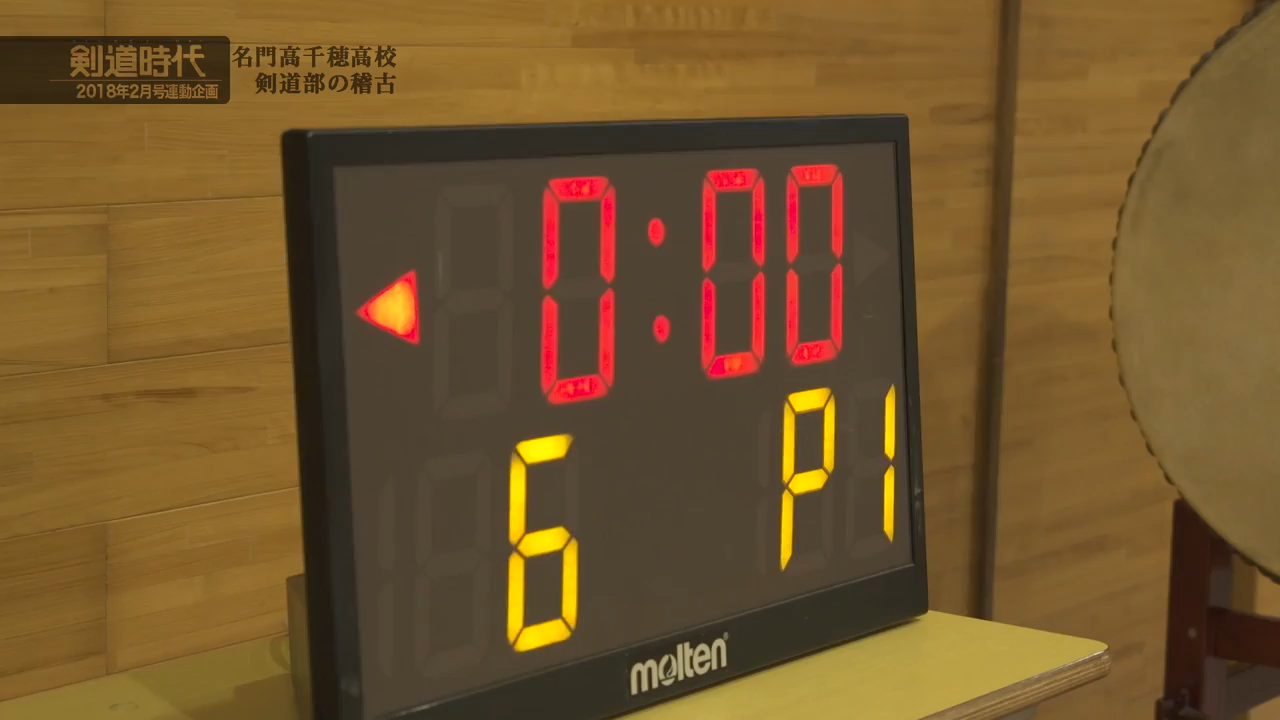 剣道時代
2018年2月号連動企画
名門高千穂高校
剣道部の稽古
0:00
6 P1
molten